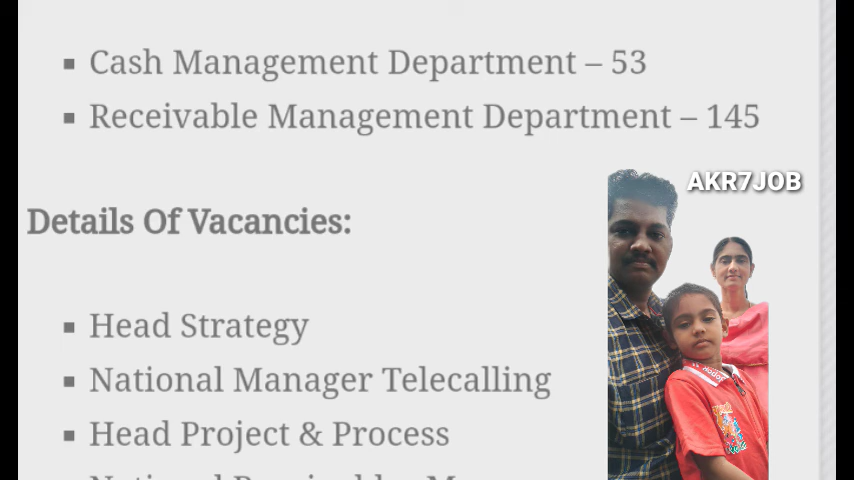 Cash Management Department – 53
Receivable Management Department – 145
AKR7JOB
Details Of Vacancies:
Head Strategy
National Manager Telecalling
Head Project & Process